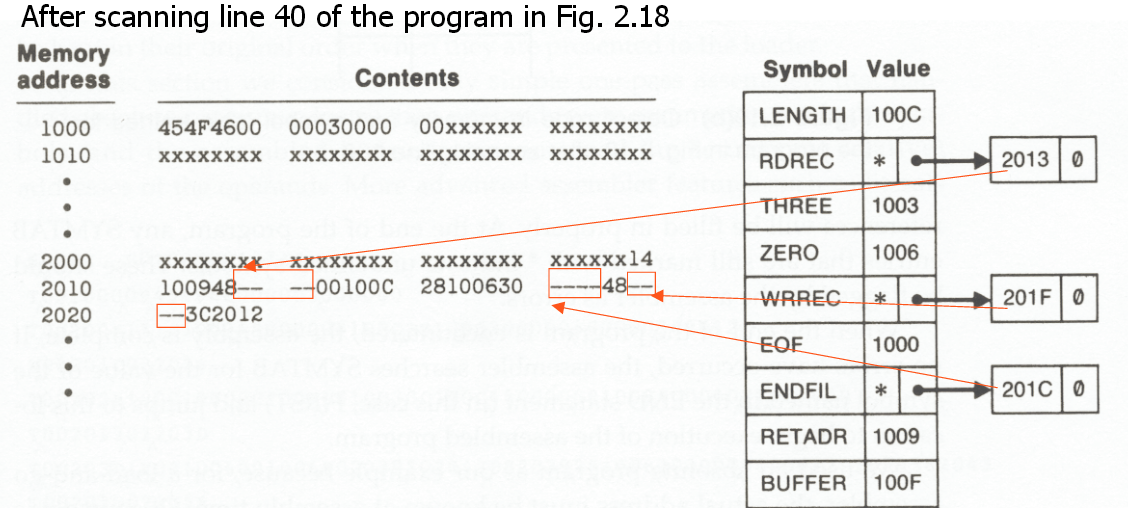 After scanning line 40 of the program in Fig. 2.18
Memory
address
Contents
1000 454F4600 00030000 00xxxxxx xxxxxxxx
1010 xxxxxxxx xxxxxxxx xxxxxxxx xxxxxxxx
2000 xxxxxxxx xxxxxxxx xxxxxxxx xxxxxx14
2010 100948-- --00100C 28100630 ----48--
2020 --3C2012
Symbol Value
LENGTH 100C
RDREC * 2013 0
THREE 1003
ZERO 1006
WRREC * 201F 0
EOF 1000
ENDFIL * 201C 0
RETADR 1009
BUFFER 100F